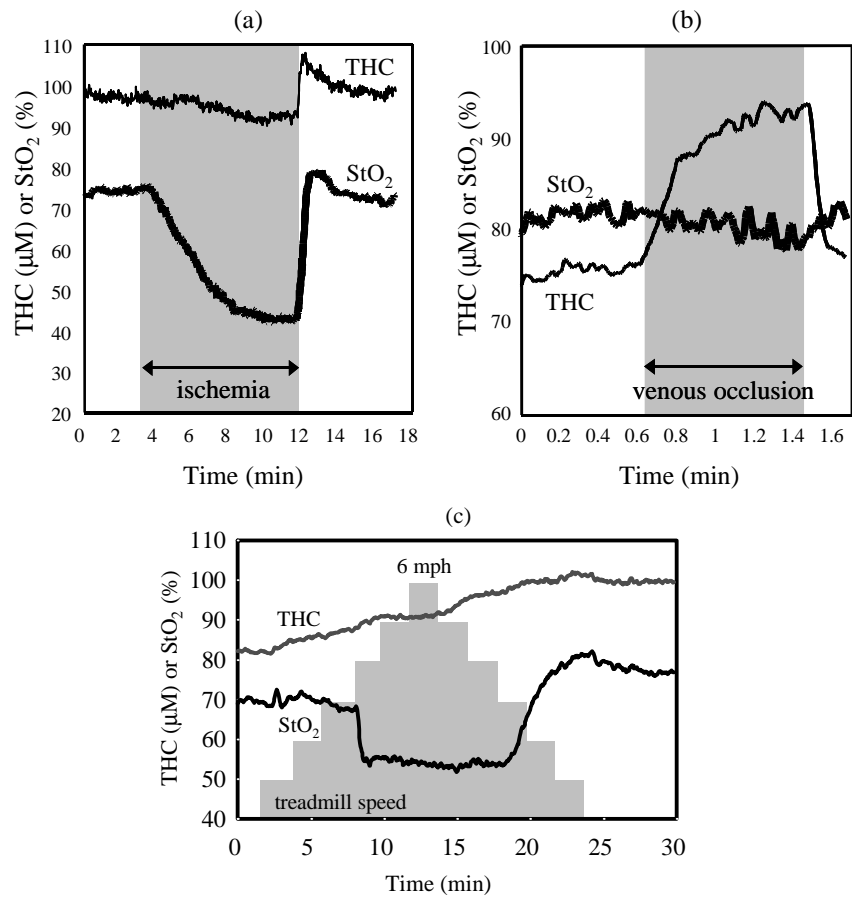 (a)
THC (μM) or StO2 (%)
110
100
90
80
70
60
50
40
30
20
THC
StO2
ischemia
0 2 4 6 8 10 12 14 16 18
Time (min)
(b)
THC (μM) or StO2 (%)
100
90
80
70
60
StO2
THC
venous occlusion
0 0.2 0.4 0.6 0.8 1 1.2 1.4 1.6
Time (min)
(c)
THC (μM) or StO2 (%)
110
100
90
80
70
60
50
40
6 mph
THC
StO2
treadmill speed
0 5 10 15 20 25 30
Time (min)